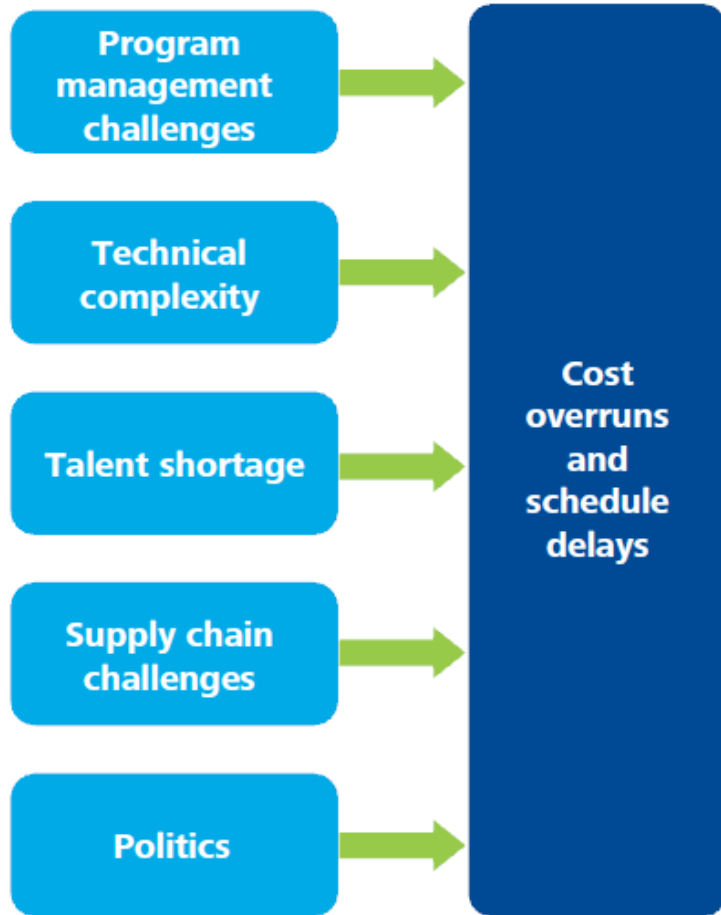 Program
management
challenges
Technical
complexity
Talent shortage
Supply chain
challenges
Politics
Cost
overruns
and
schedule
delays